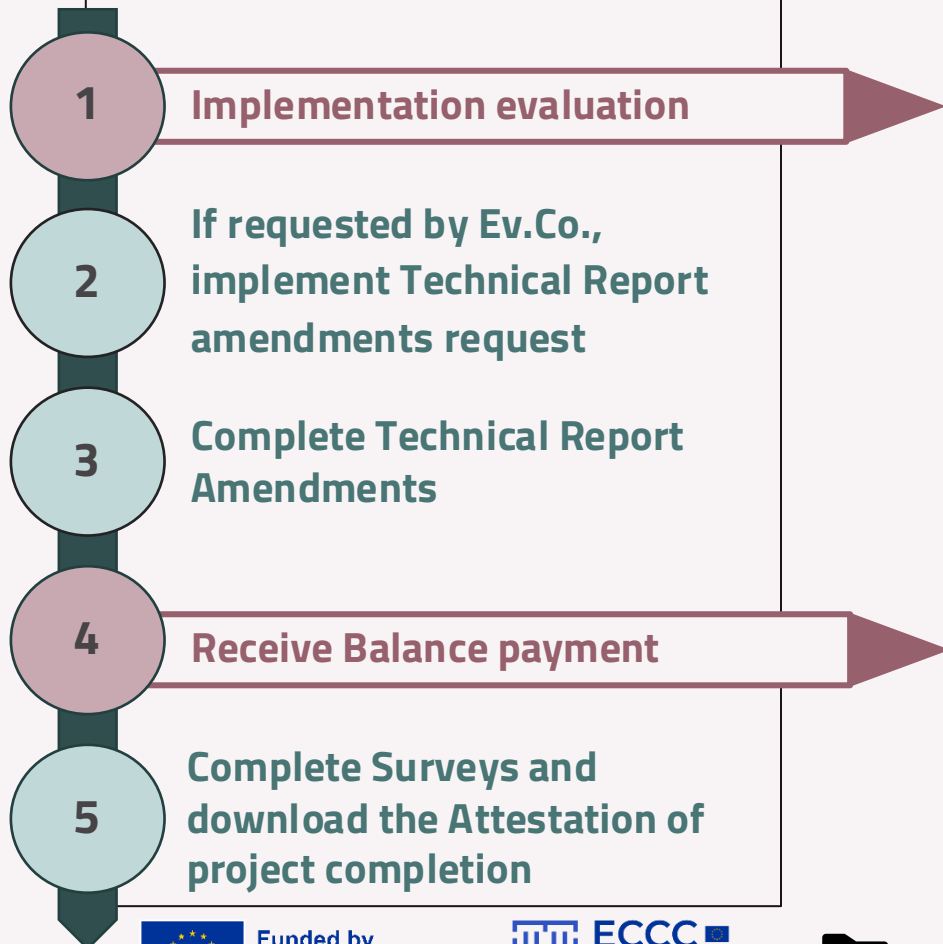 1
Implementation evaluation
2
If requested by Ev.Co.,
implement Technical Report
amendments request
3
Complete Technical Report
Amendments
4
Receive Balance payment
5
Complete Surveys and
download the Attestation of
project completion
Funded by
ECCC